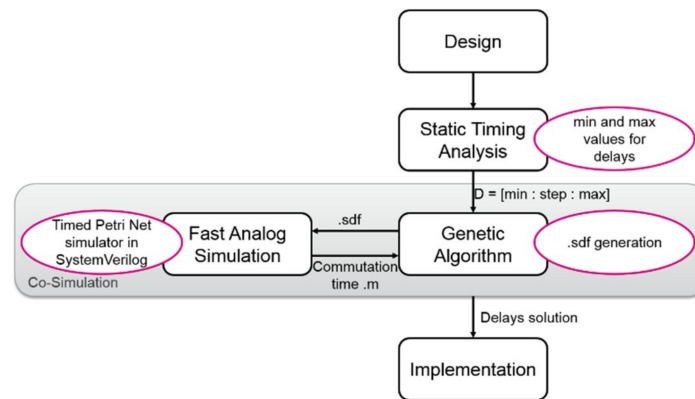 Design
Static Timing
Analysis
min and max
values for
delays
D = [min : step : max]
Timed Petri Net
simulator in
SystemVerilog
Fast Analog
Simulation
.sdf
Commutation
time .m
Genetic
Algorithm
.sdf generation
Co-Simulation
Delays solution
Implementation